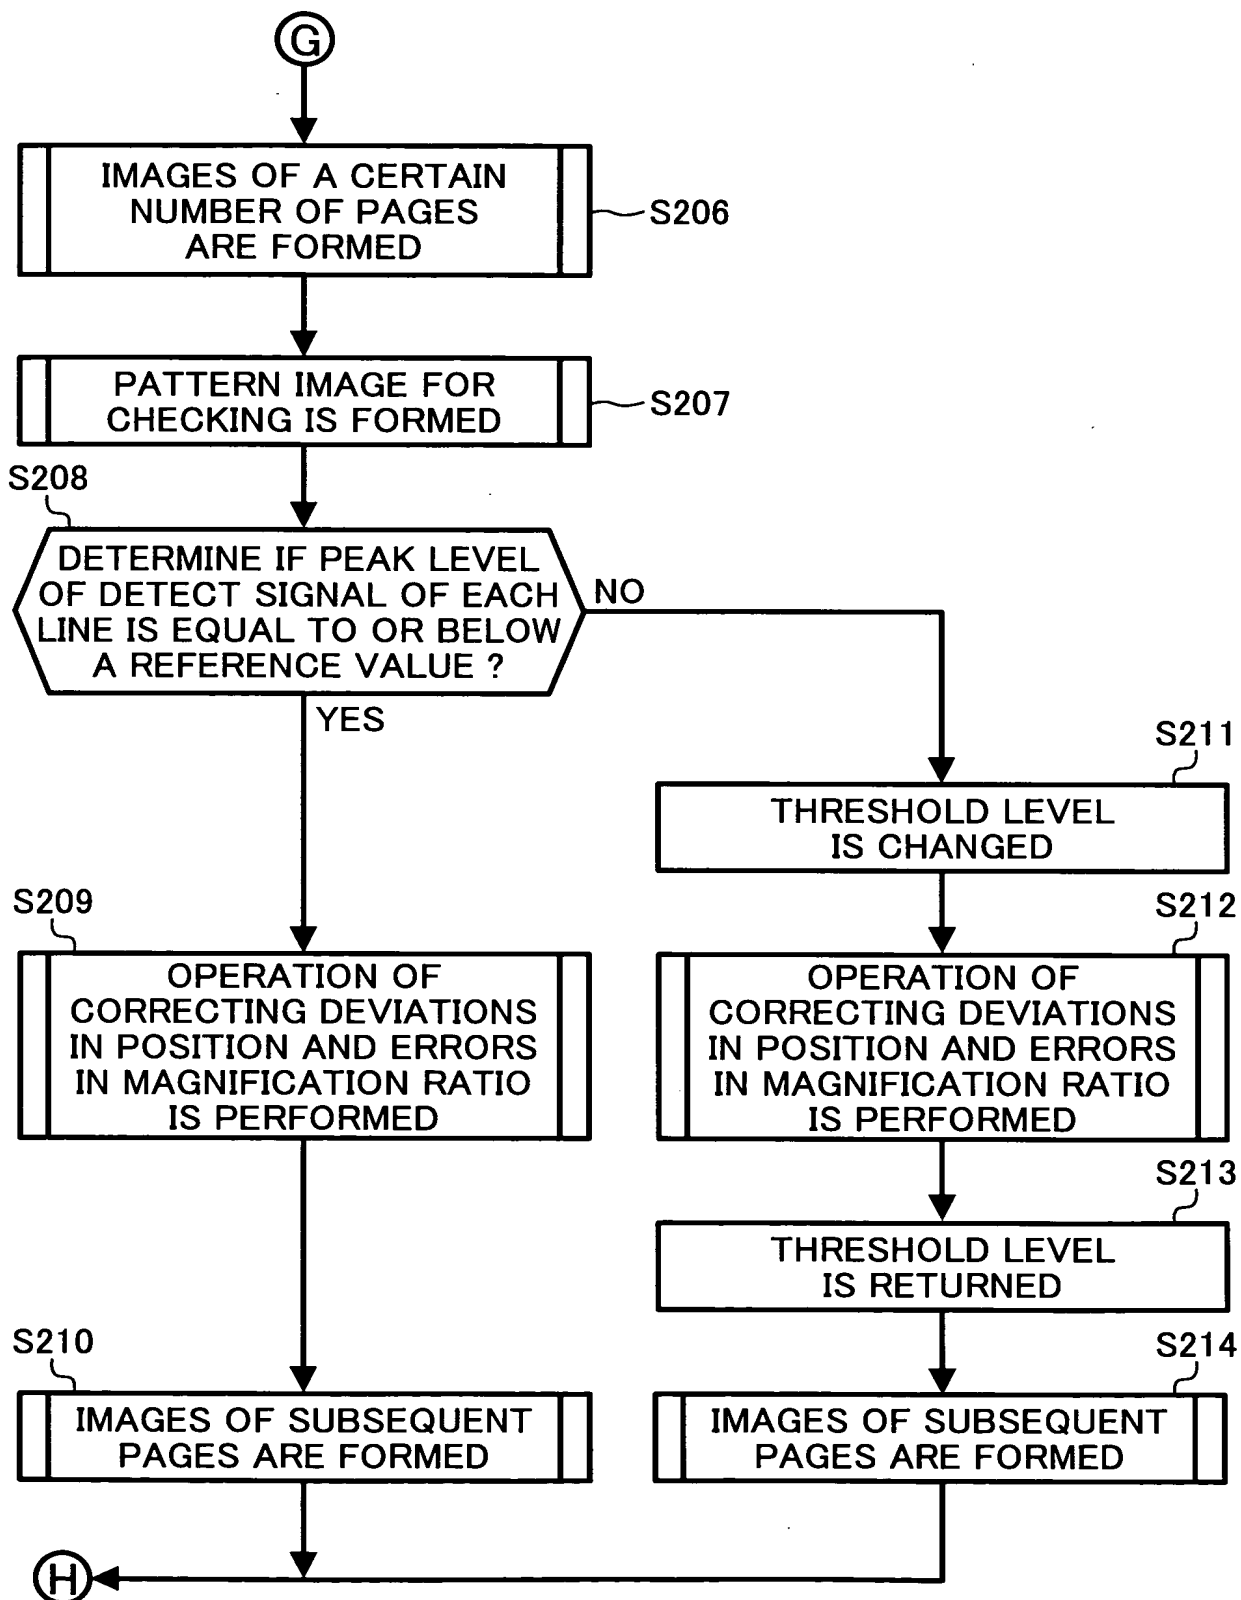 G
IMAGES OF A CERTAIN
NUMBER OF PAGES
ARE FORMED
S206
PATTERN IMAGE FOR
CHECKING IS FORMED
S207
S208
DETERMINE IF PEAK LEVEL
OF DETECT SIGNAL OF EACH
LINE IS EQUAL TO OR BELOW
A REFERENCE VALUE ?
NO
YES
S211
THRESHOLD LEVEL
IS CHANGED
S209
OPERATION OF
CORRECTING DEVIATIONS
IN POSITION AND ERRORS
IN MAGNIFICATION RATIO
IS PERFORMED
S212
OPERATION OF
CORRECTING DEVIATIONS
IN POSITION AND ERRORS
IN MAGNIFICATION RATIO
IS PERFORMED
S213
THRESHOLD LEVEL
IS RETURNED
S210
IMAGES OF SUBSEQUENT
PAGES ARE FORMED
S214
IMAGES OF SUBSEQUENT
PAGES ARE FORMED
H